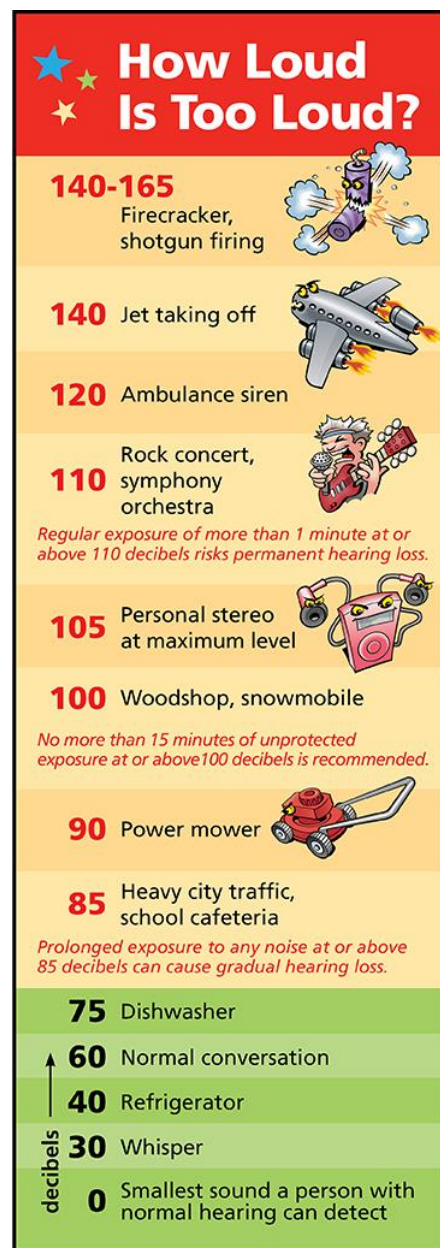 How Loud
Is Too Loud?
140-165
Firecracker,
shotgun firing
140 Jet taking off
120 Ambulance siren
110 Rock concert,
symphony
orchestra
Regular exposure of more than 1 minute at or
above 110 decibels risks permanent hearing loss.
105 Personal stereo
at maximum level
100 Woodshop, snowmobile
No more than 15 minutes of unprotected
exposure at or above100 decibels is recommended.
90 Power mower
85 Heavy city traffic,
school cafeteria
Prolonged exposure to any noise at or above
85 decibels can cause gradual hearing loss.
75 Dishwasher
60 Normal conversation
40 Refrigerator
30 Whisper
0 Smallest sound a person with
normal hearing can detect
decibels